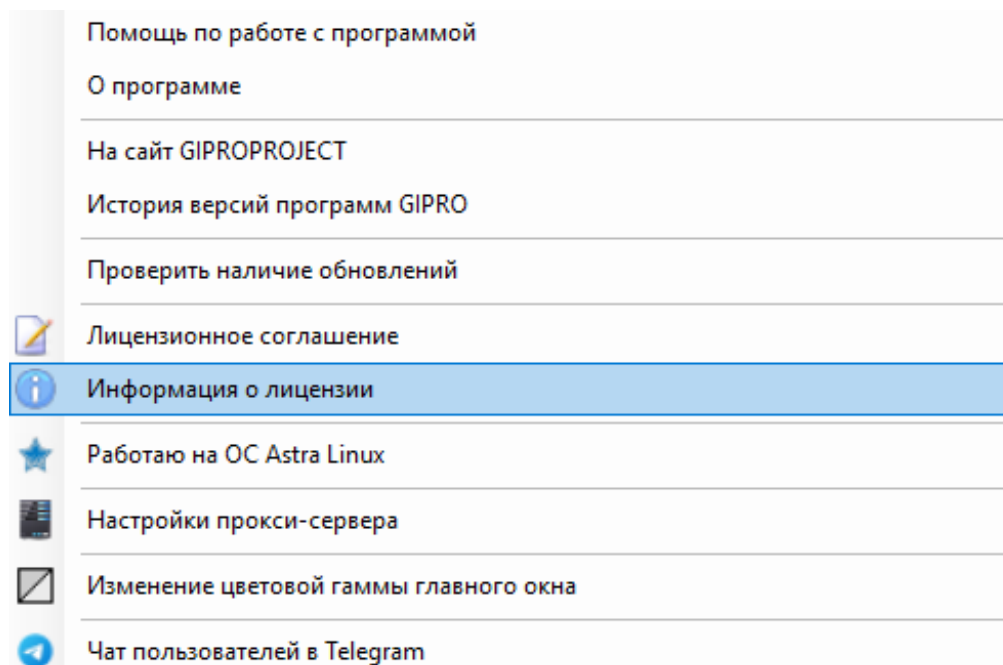 Помощь по работе с программой
О программе
На сайт GIPROPROJECT
История версий программ GIPRO
Проверить наличие обновлений
Лицензионное соглашение
Информация о лицензии
Работаю на ОС Astra Linux
Настройки прокси-сервера
Изменение цветовой гаммы главного окна
Чат пользователей в Telegram